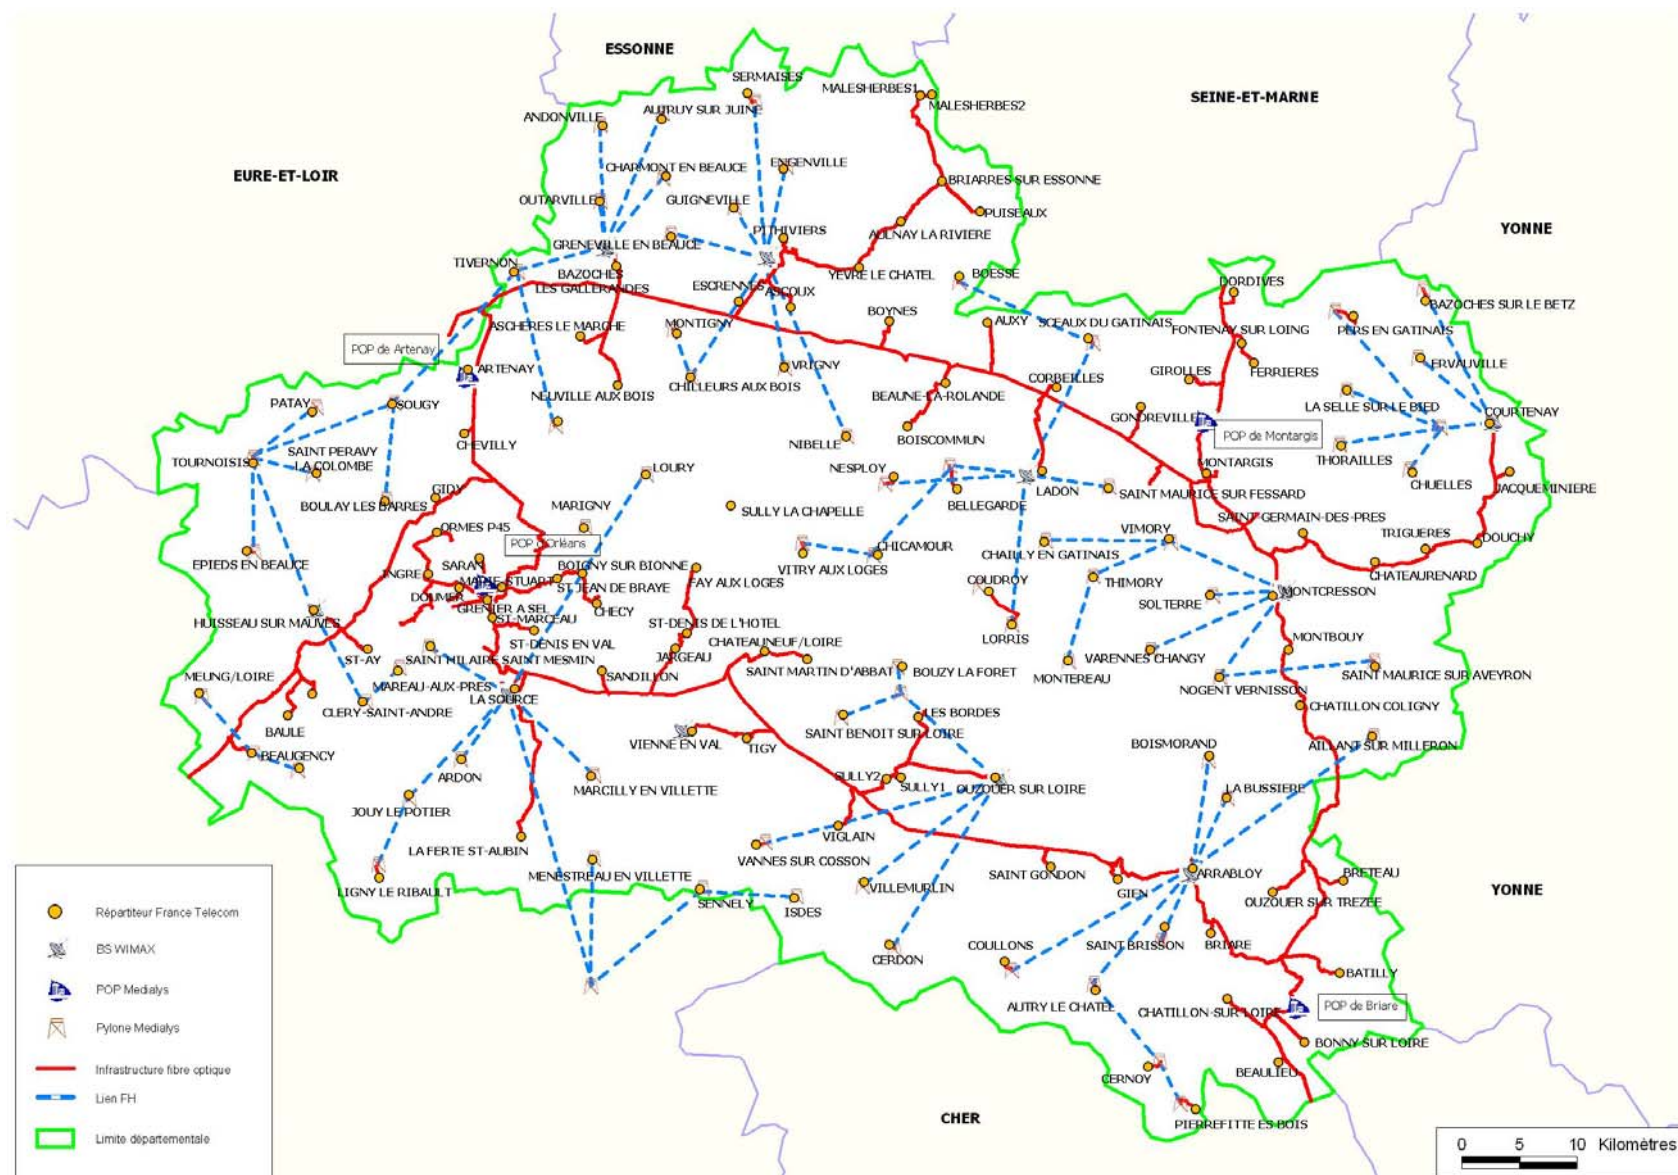 ESSONNE
SERMAISES
MALESHERBES1
MALESHERBES2
SEINE-ET-MARNE
ANDONVILLE
AUTRUY SUR JUINE
EURE-ET-LOIR
CHARMONT EN BEAUCE
ENGENVILLE
BRIARRES SUR ESSONNE
OUTARVILLE
GUIGNEVILLE
PUISEAUX
PITHIVIERS
AULNAY LA RIVIERE
YONNE
GRENEVILLE EN BEAUCE
TIVERNON
BAZOCHES
LES GALLERANDES
YEVRE LE CHATEL
BOESSE
ESCRENNES
ASCOUX
DORDIVES
BAZOCHES SUR LE BETZ
ASCHERES LE MARCHE
MONTIGNY
BOYNES
AUXY
SCEAUX DU GATINAIS
FONTENAY SUR LOING
PERS EN GATINAIS
POP de Artenay
ARTENAY
VRIGNY
ERVAUVILLE
GIROLLES
FERRIERES
CHILLEURS AUX BOIS
CORBEILLES
NEUVILLE AUX BOIS
BEAUNE-LA-ROLANDE
PATAY
SOUGY
LA SELLE SUR LE BIED
COURTENAY
GONDREVILLE
POP de Montargis
CHEVILLY
NIBELLE
BOISCOMMUN
SAINT PERAVY
LA COLOMBE
TOURNOISIS
THORAILLES
LOURY
NESPLOY
MONTARGIS
CHUELLES
JACQUEMINIERE
GIDY
BOULAY LES BARRES
MARIGNY
SULLY LA CHAPELLE
BELLEGARDE
LADON
SAINT MAURICE SUR FESSARD
ORMES P45
POP d'Orléans
VIMORY
SAINT GERMAIN-DES-PRES
TRIGUERES
DOUCHY
EPIEDS EN BEAUCE
SARAN
CHICAMOUR
CHAILLY EN GATINAIS
VITRY AUX LOGES
CHATEAURENARD
INGRE
MARIE-STUART
BOIGNY SUR BIONNE
FAY AUX LOGES
COUDROY
THIMORY
DOUMER
ST JEAN DE BRAYE
SOLTERRE
MONTCRESSON
GRENIER A SEL
CHECY
HUISSEAU SUR MAUVES
ST-MARCEAU
ST-DENIS DE L'HOTEL
LORRIS
ST-DENIS EN VAL
CHATEAUNEUF/LOIRE
MONTBOUY
ST-AY
SAINT HILAIRE SAINT MESMIN
JARGEAU
VARENNES CHANGY
MEUNG/LOIRE
MAREAU-AUX-PRES
SANDILLON
SAINT MARTIN D'ABBAT
BOUZY LA FORET
MONTEREAU
SAINT MAURICE SUR AVEYRON
LA SOURCE
NOGENT VERNISSON
CLERY-SAINT-ANDRE
LES BORDES
CHATILLON COLIGNY
BAULE
VIENNE EN VAL
TIGY
SAINT BENOIT SUR LOIRE
BOISMORAND
AILLANT SUR MILLERON
BEAUGENCY
ARDON
SULLY2
SULLY1
OUZOUER SUR LOIRE
MARCILLY EN VILLETTE
LA BUSSIERE
JOUY LE POTIER
VIGLAIN
LA FERTE ST-AUBIN
VANNES SUR COSSON
MENESTREAU EN VILLETTE
SAINT GONDON
ARRABLOY
BRETEAU
LIGNY LE RIBAULT
VILLEMURLIN
GIEN
YONNE
SENNELY
ISDES
OUZOUER SUR TREZEE
Répartiteur France Telecom
COULLONS
SAINT BRISSON
BRIARE
BS WIMAX
CERDON
BATILLY
POP Medialys
AUTRY LE CHATEL
CHATILLON-SUR LOIRE
POP de Briare
Pylone Medialys
BONNY SUR LOIRE
Infrastructure fibre optique
CERNOY
BEAULIEU
Lien FH
CHER
PIERREFITTE ES BOIS
Limite départementale
0 5 10 Kilomètres